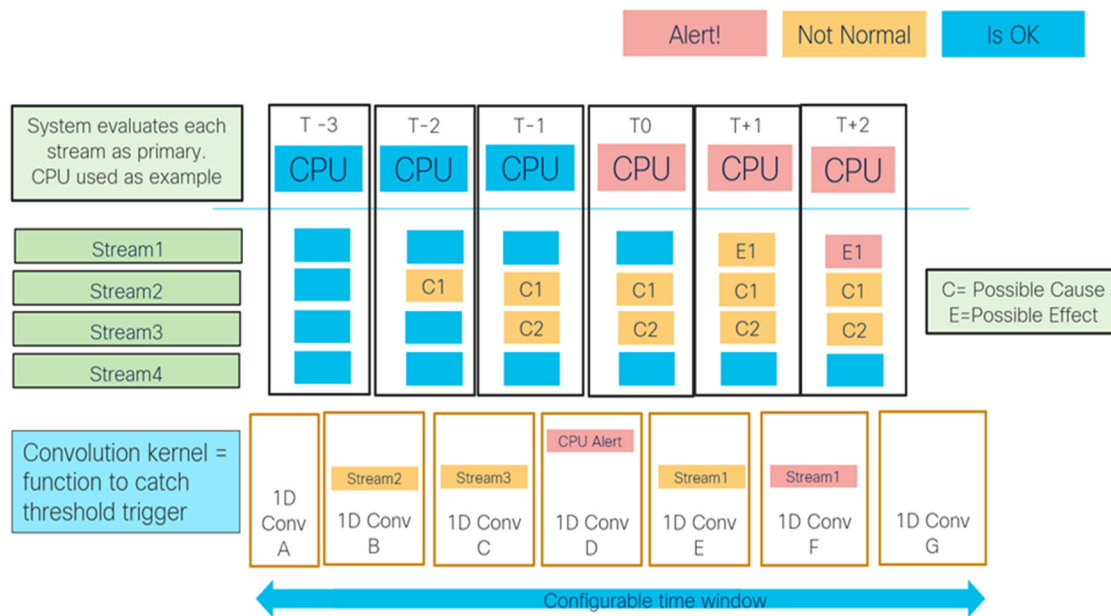 Alert!
Not Normal
Is OK
System evaluates each
stream as primary.
CPU used as example
T -3
T-2
T-1
T0
T+1
T+2
CPU
CPU
CPU
CPU
CPU
CPU
Stream1
E1
E1
Stream2
C1
C1
C1
C1
C1
Stream3
C2
C2
C2
C2
Stream4
C= Possible Cause
E=Possible Effect
Convolution kernel =
function to catch
threshold trigger
1D
Conv
A
Stream2
1D Conv
B
Stream3
1D Conv
C
CPU Alert
1D Conv
D
Stream1
1D Conv
E
Stream1
1D Conv
F
1D Conv
G
Configurable time window